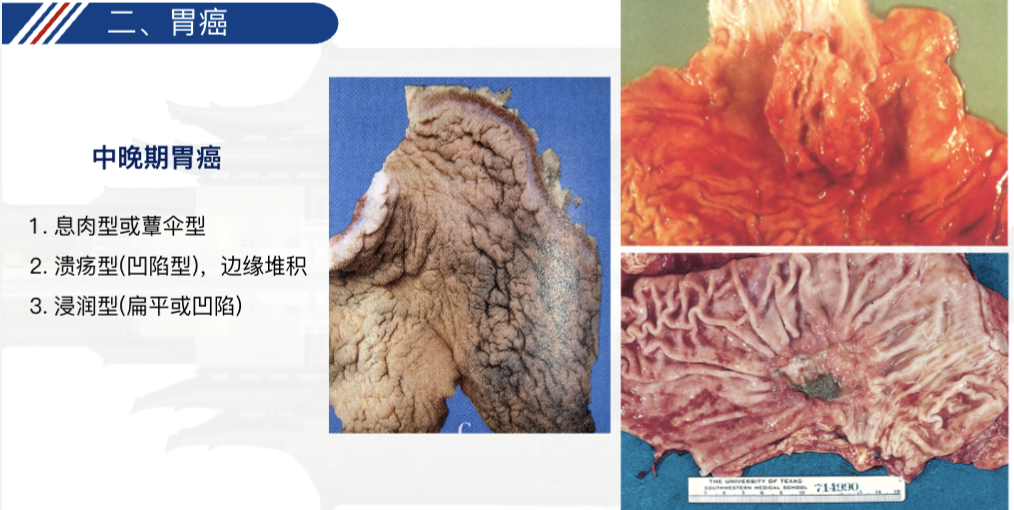 二、胃癌
中晚期胃癌
1. 息肉型或蕈伞型
2. 溃疡型(凹陷型)，边缘堆积
3. 浸润型(扁平或凹陷)
C
THE UNIVERSITY OF TEXAS
SOUTHWESTERN MEDICAL SCHOOL
714990